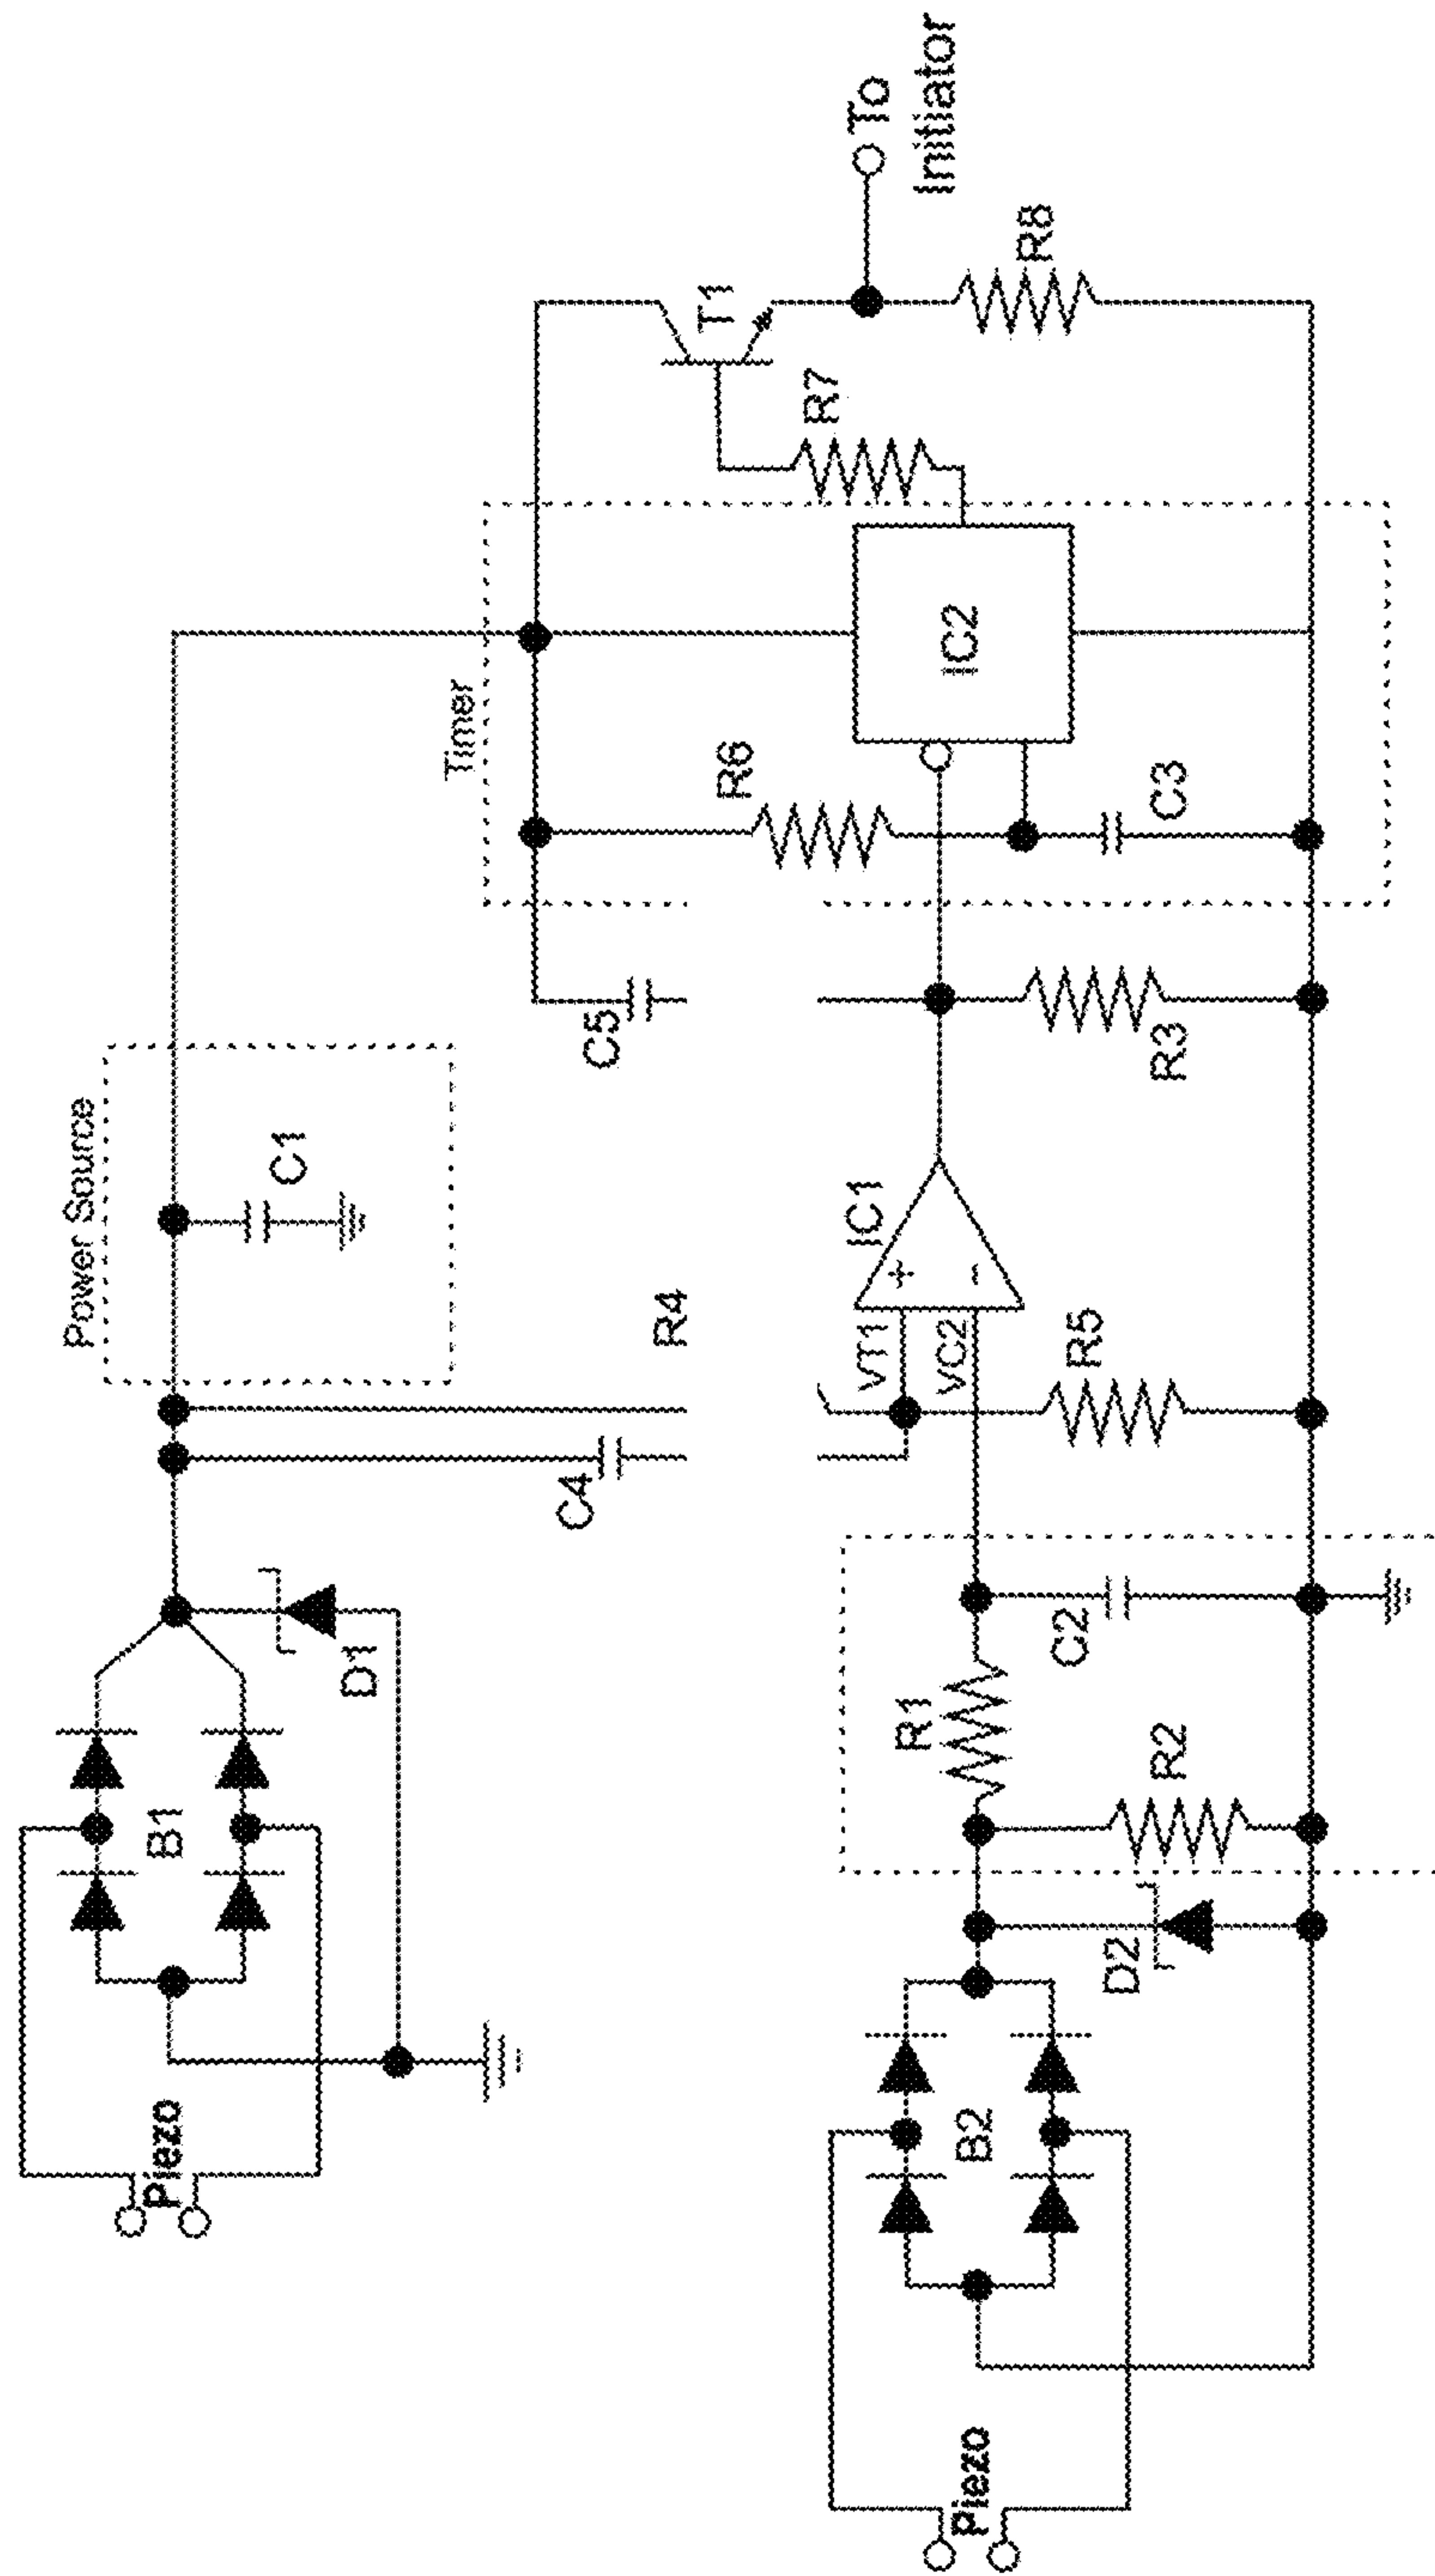 Piezo
B1
D1
Power Source
C1
C4
R4
C5
Timer
R6
IC2
C3
R7
T1
To
Initiator
R8
Piezo
B2
D2
R1
R2
C2
VT1
VC2
+
-
IC1
R5
R3